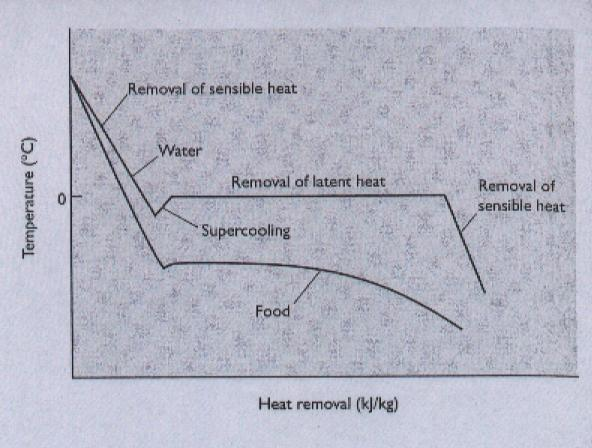 Removal of sensible heat
Water
Removal of latent heat
Removal of
sensible heat
Temperature (°C)
0
Supercooling
Food
Heat removal (kJ/kg)